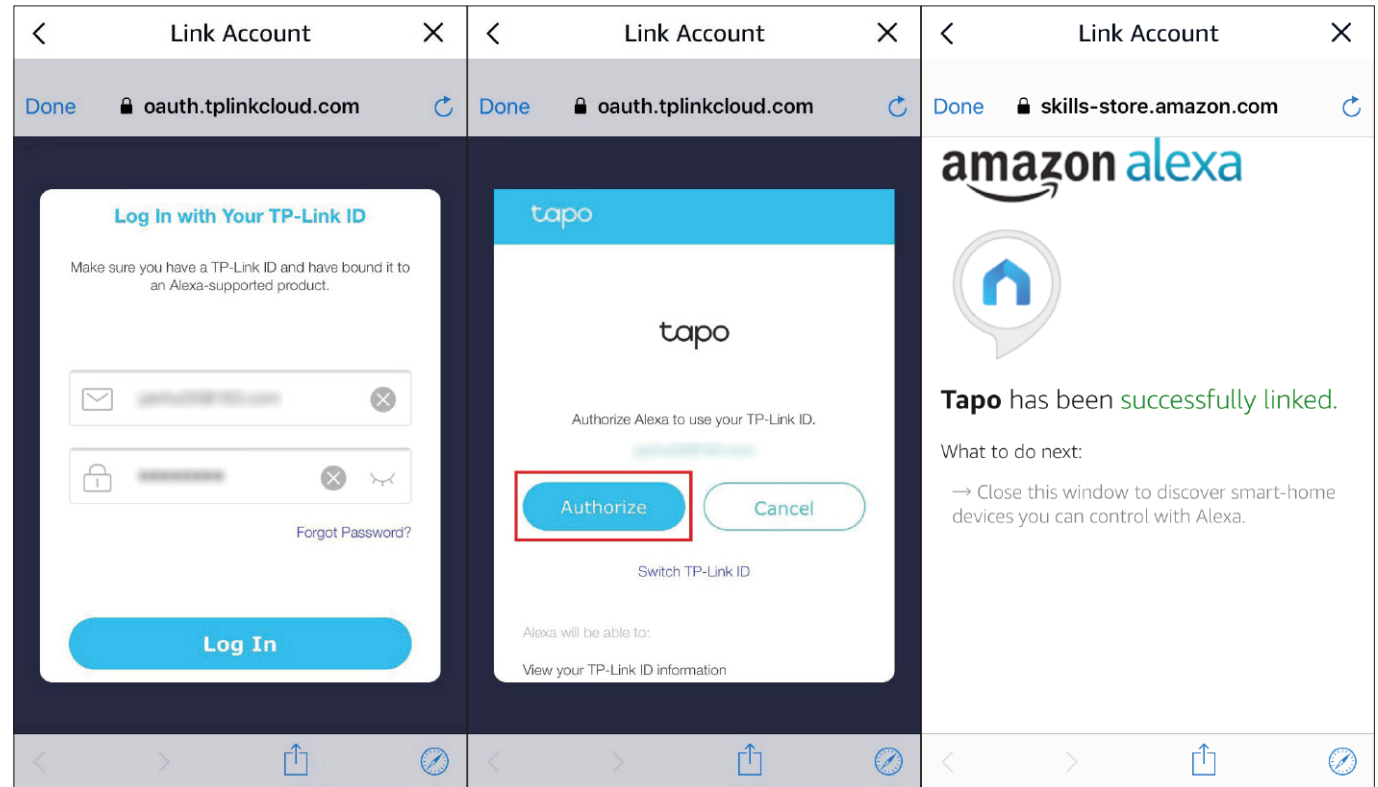 Link Account
Done
oauth.tplinkcloud.com
Log In with Your TP-Link ID
Make sure you have a TP-Link ID and have bound it to
an Alexa-supported product.
Forgot Password?
Log In
Link Account
Done
oauth.tplinkcloud.com
tapo
tapo
Authorize Alexa to use your TP-Link ID.
Authorize
Cancel
Switch TP-Link ID
Alexa will be able to:
View your TP-Link ID information
Link Account
Done
skills-store.amazon.com
amazon alexa
Tapo has been successfully linked.
What to do next:
→ Close this window to discover smart-home
devices you can control with Alexa.